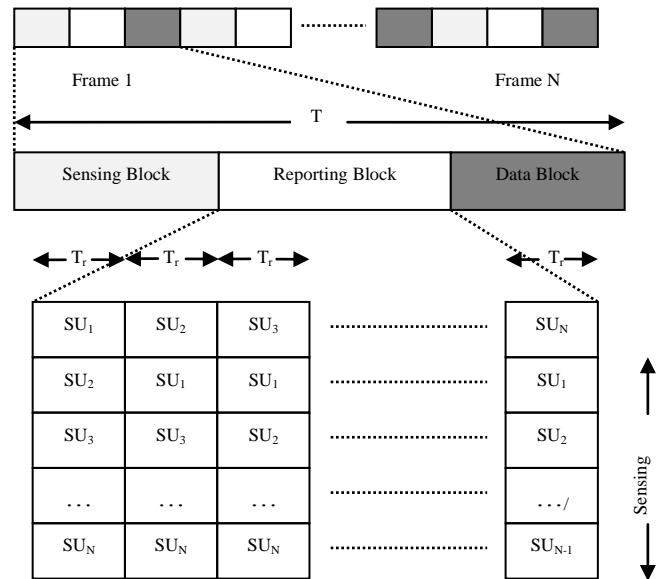 Frame 1 Frame N
T
Sensing Block Reporting Block Data Block
Tr Tr Tr Tr
SU1 SU2 SU3 SUN
SU2 SU1 SU1 SU1
SU3 SU3 SU2 SU2
... ... ... .../
SUN SUN SUN SUN-1
Sensing